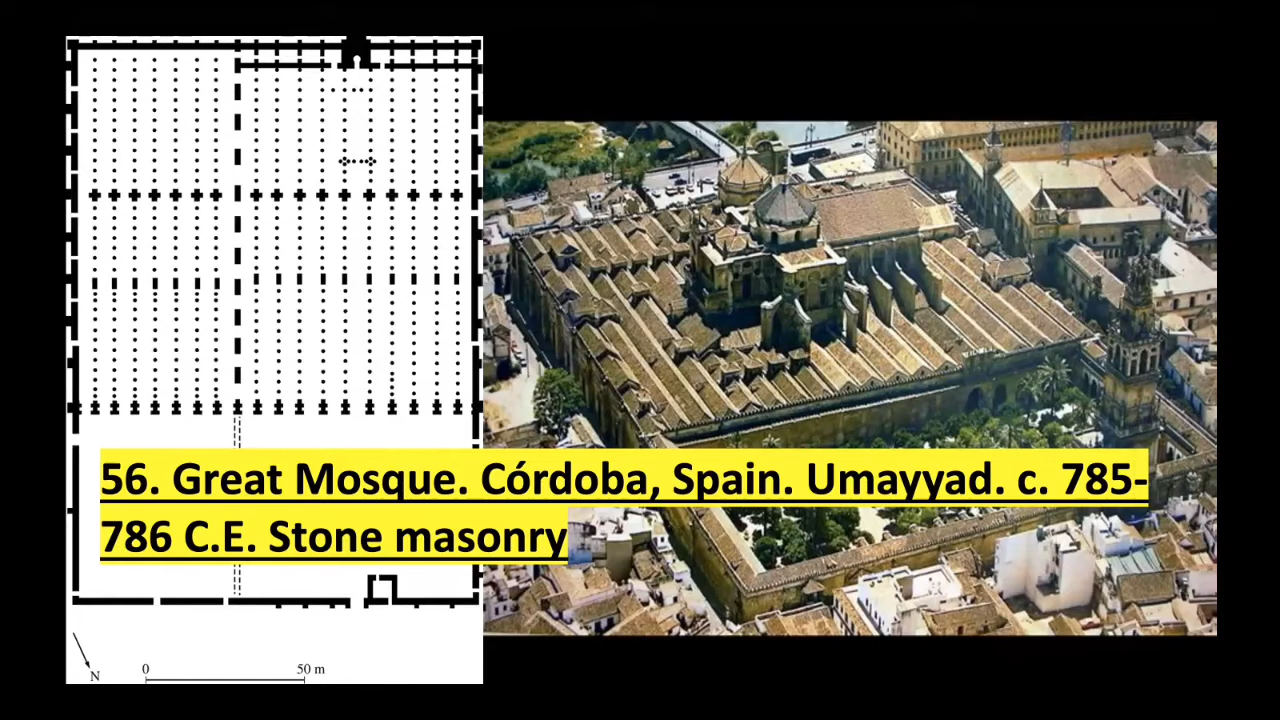 56. Great Mosque. Córdoba, Spain. Umayyad. c. 785-
786 C.E. Stone masonry
N
0
50 m